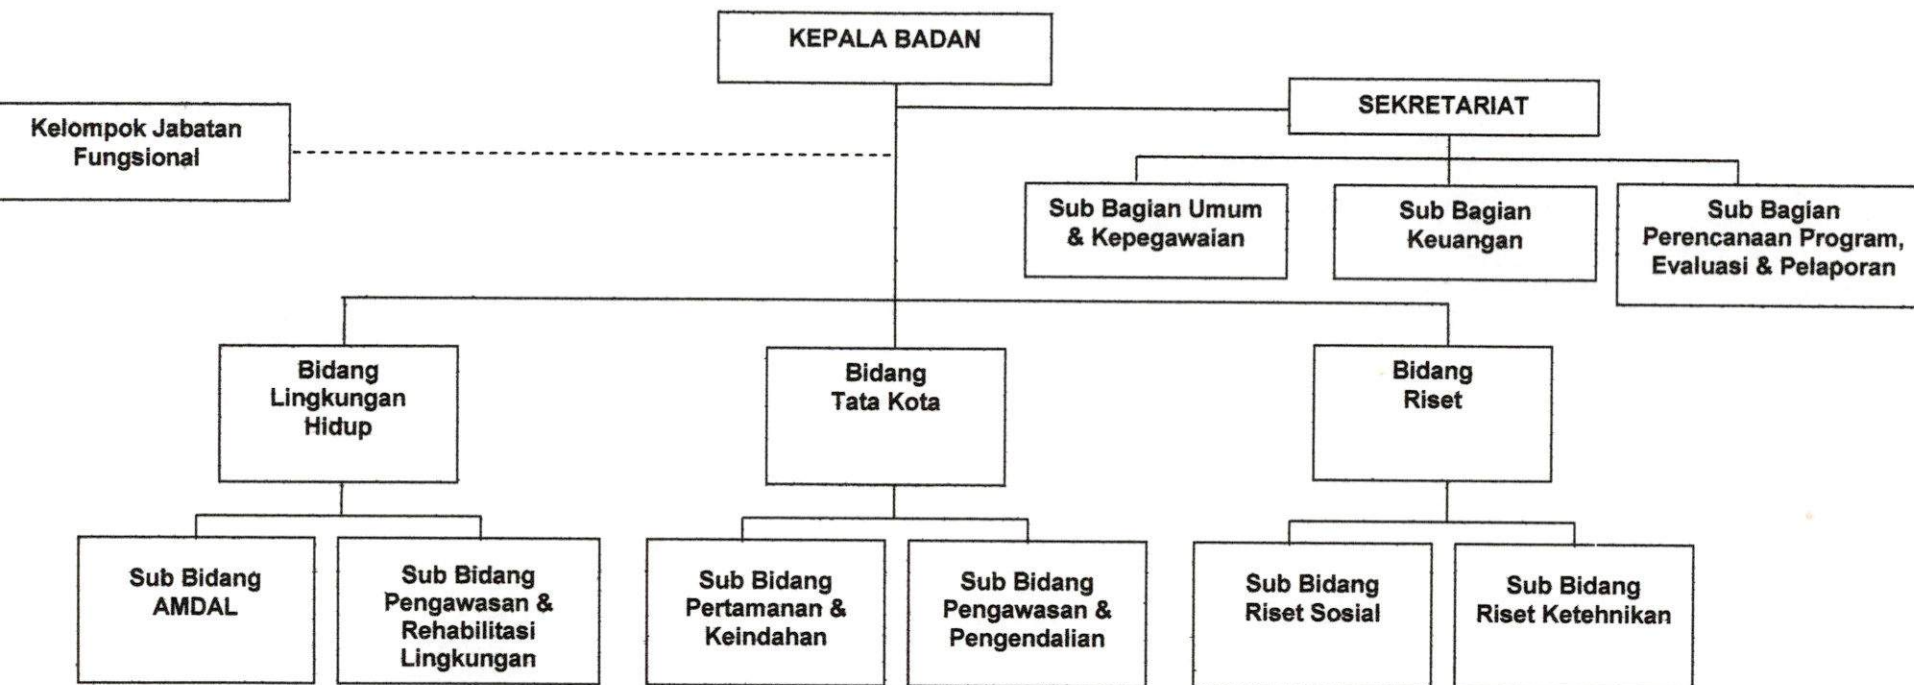 KEPALA BADAN
SEKRETARIAT
Kelompok Jabatan
Fungsional
Sub Bagian Umum
& Kepegawaian
Sub Bagian
Keuangan
Sub Bagian
Perencanaan Program,
Evaluasi & Pelaporan
Bidang
Lingkungan
Hidup
Bidang
Tata Kota
Bidang
Riset
Sub Bidang
AMDAL
Sub Bidang
Pengawasan &
Rehabilitasi
Lingkungan
Sub Bidang
Pertamanan &
Keindahan
Sub Bidang
Pengawasan &
Pengendalian
Sub Bidang
Riset Sosial
Sub Bidang
Riset Ketehnikan